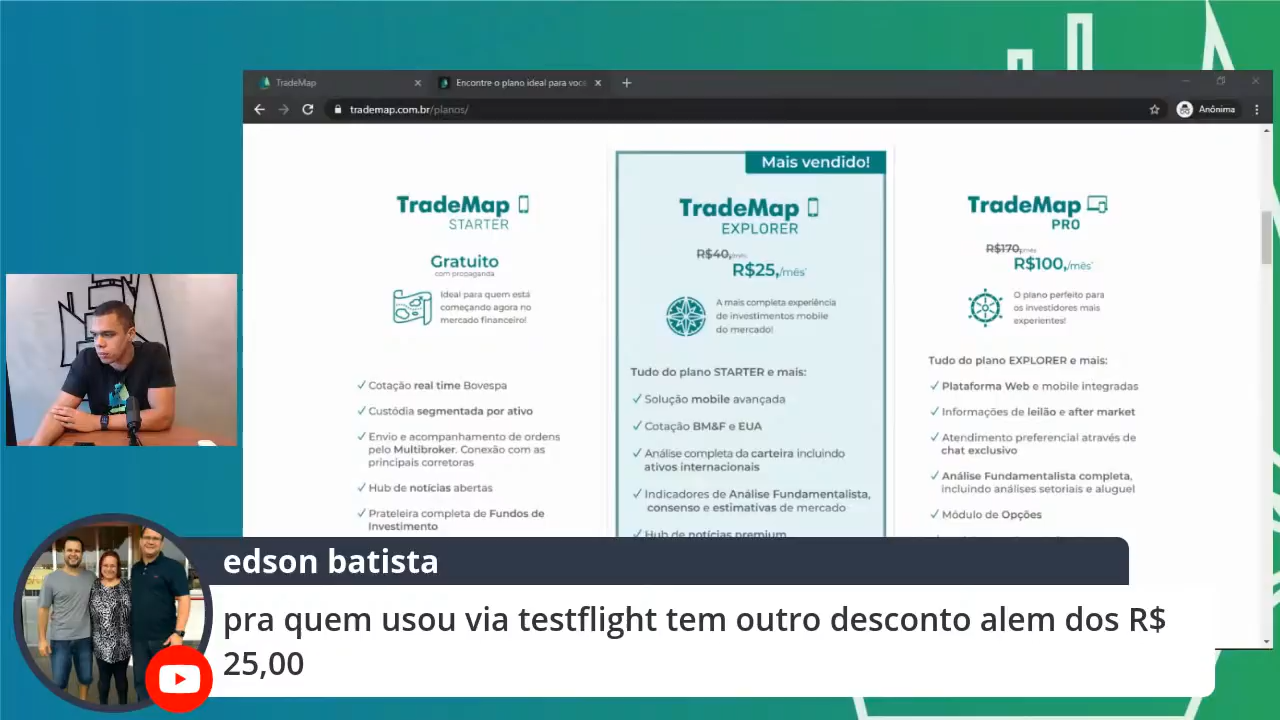 TradeMap
Encontre o plano ideal para você
trademap.com.br/planos/
Anônima
Mais vendido!
TradeMap
STARTER
Gratuito
com propaganda
Ideal para quem está
começando agora no
mercado financeiro!
✓ Cotação real time Bovespa
✓ Custódia segmentada por ativo
✓ Envio e acompanhamento de ordens
pelo Multibroker. Conexão com as
principais corretoras
✓ Hub de notícias abertas
✓ Prateleira completa de Fundos de
Investimento
TradeMap
EXPLORER
R$40,/mês
R$25,/mês*
A mais completa experiência
de investimentos mobile
do mercado!
Tudo do plano STARTER e mais:
✓ Solução mobile avançada
✓ Cotação BM&F e EUA
✓ Análise completa da carteira incluindo
ativos internacionais
✓ Indicadores de Análise Fundamentalista,
consenso e estimativas de mercado
✓ Hub de notícias premium
TradeMap
PRO
R$170,/mês
R$100,/mês*
O plano perfeito para
os investidores mais
experientes!
Tudo do plano EXPLORER e mais:
✓ Plataforma Web e mobile integradas
✓ Informações de leilão e after market
✓ Atendimento preferencial através de
chat exclusivo
✓ Análise Fundamentalista completa,
incluindo análises setoriais e aluguel
✓ Módulo de Opções
edson batista
pra quem usou via testflight tem outro desconto alem dos R$
25,00